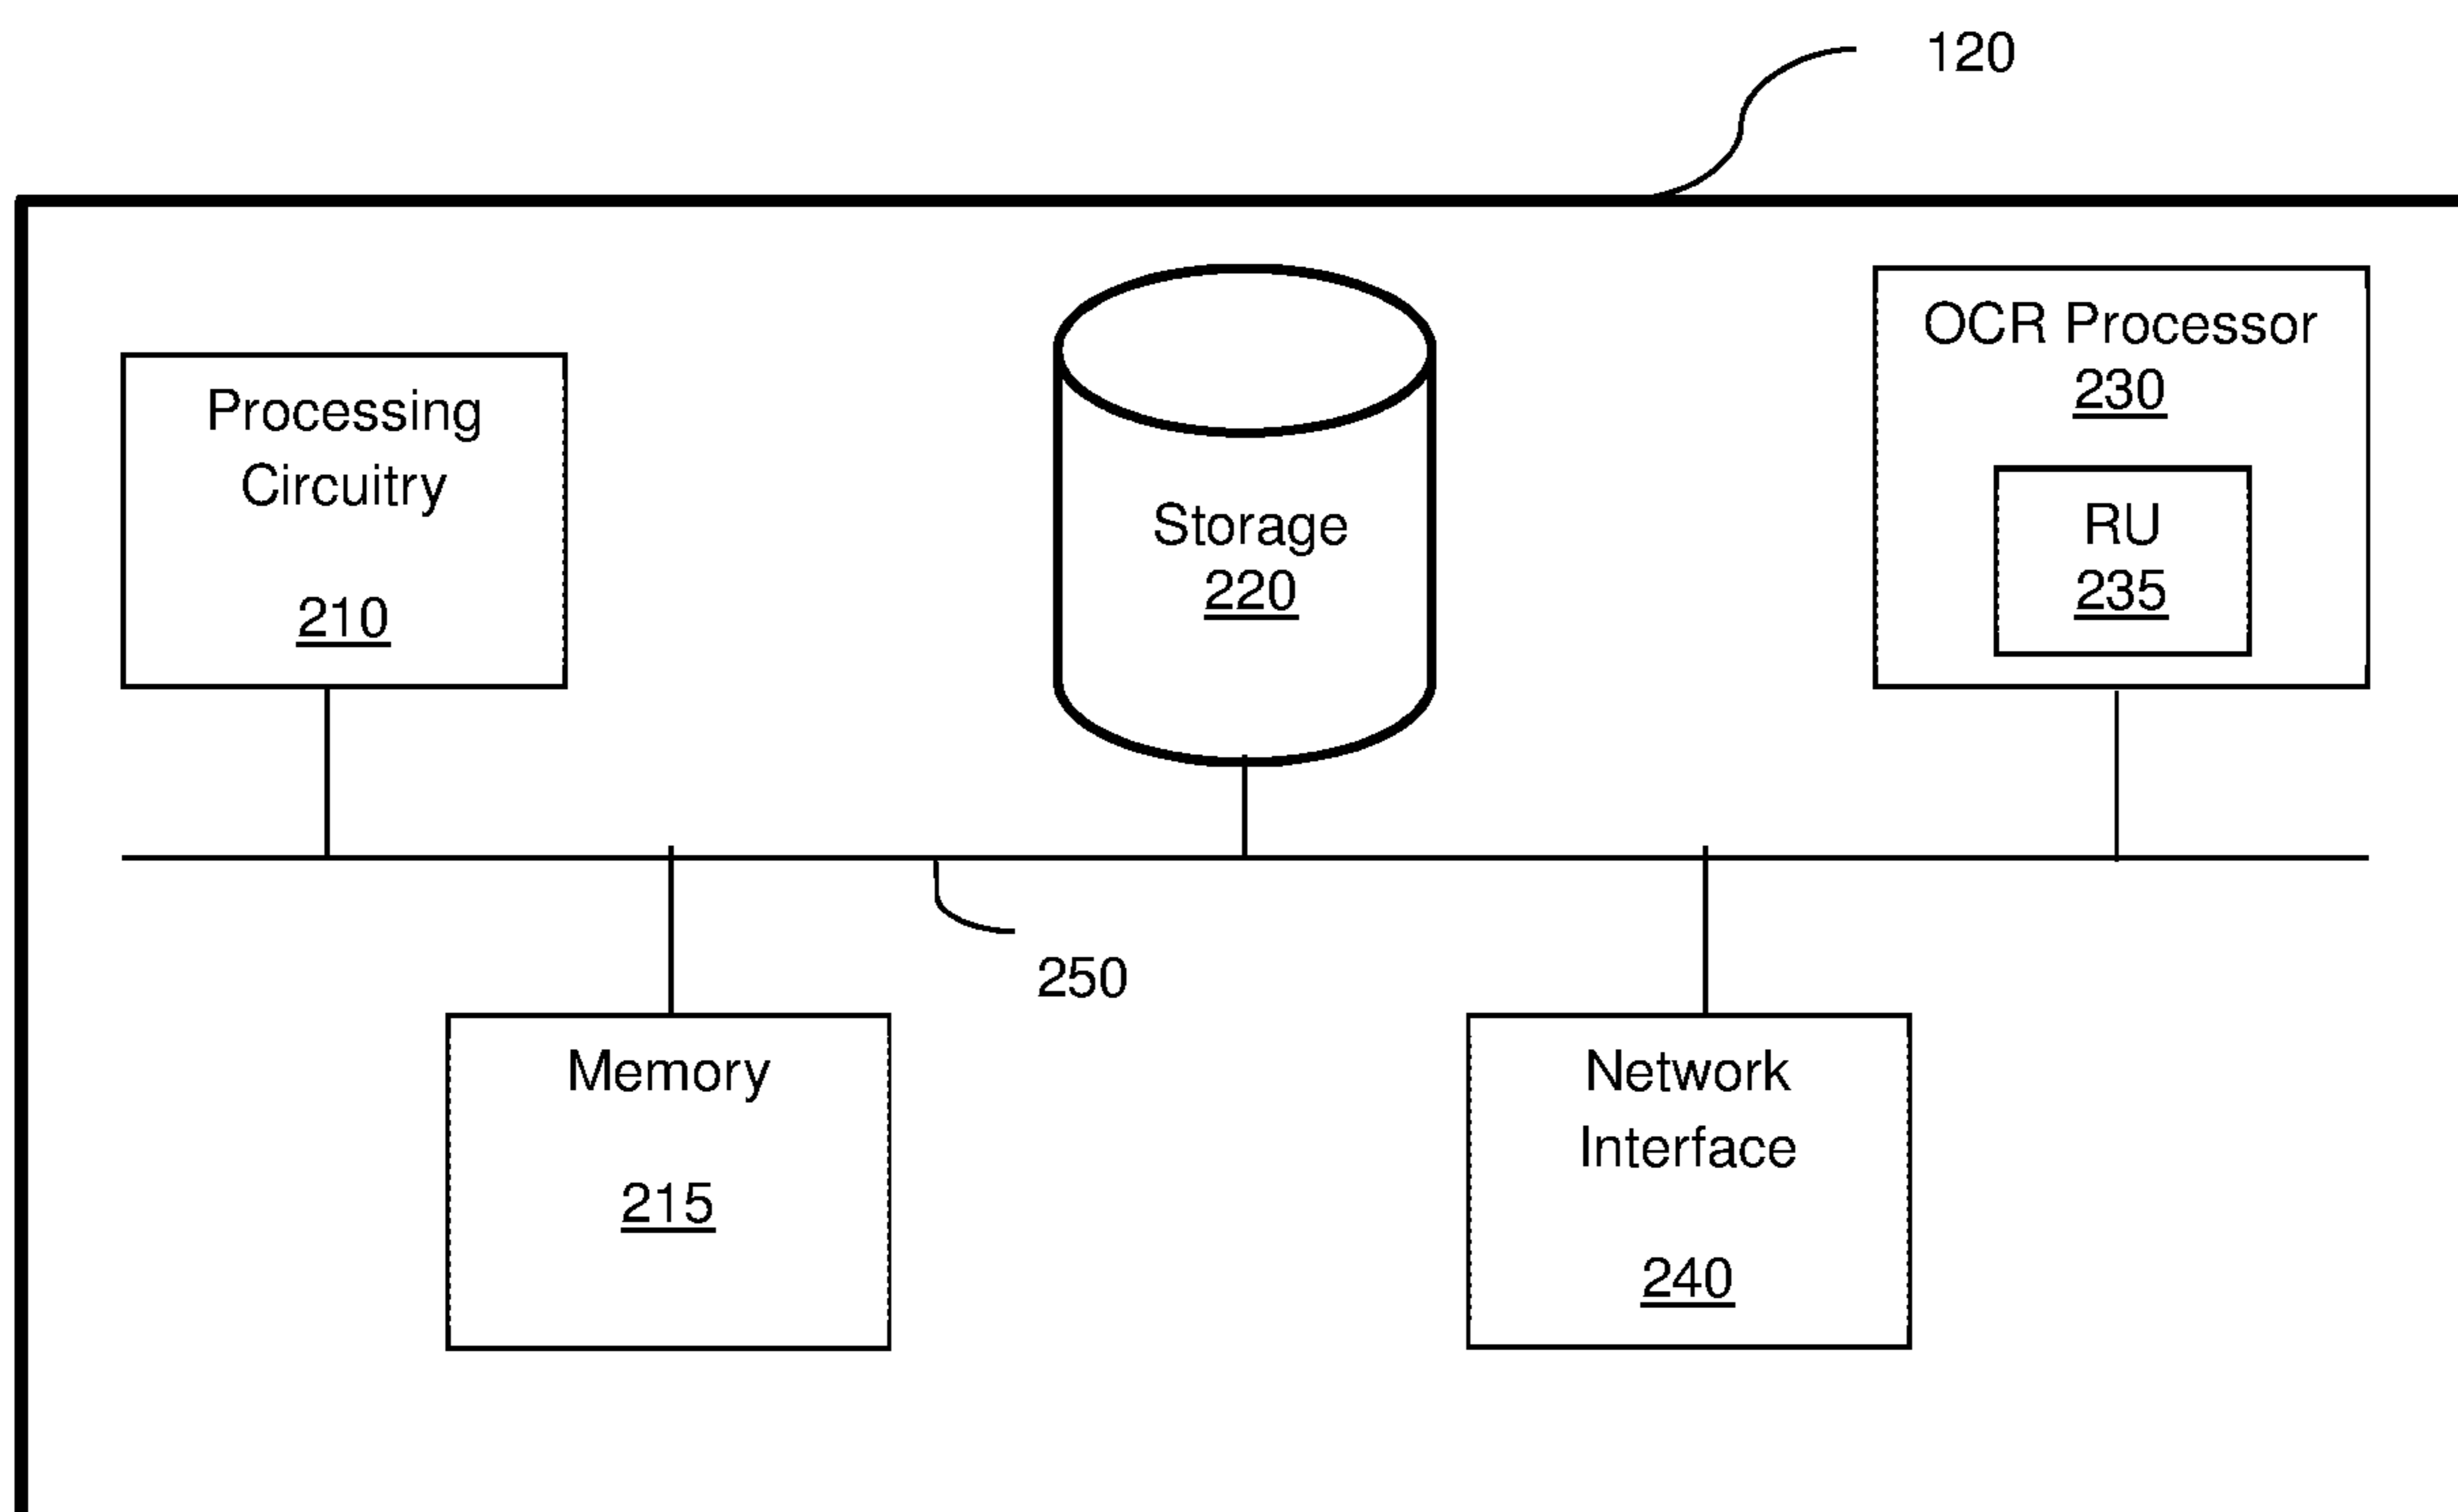 120
Processing
Circuitry
210
Storage
220
OCR Processor
230
RU
235
250
Memory
215
Network
Interface
240